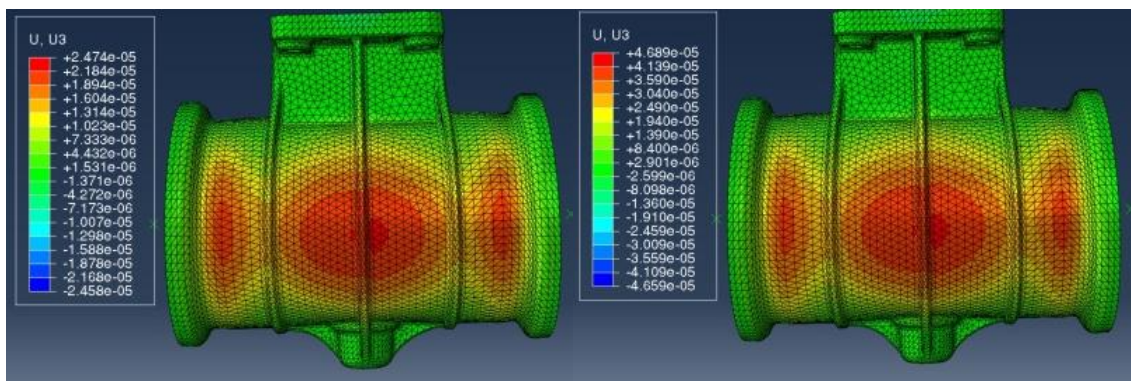 U, U3
+2.474e-05
+2.184e-05
+1.894e-05
+1.604e-05
+1.314e-05
+1.023e-05
+7.333e-06
+4.432e-06
+1.531e-06
-1.371e-06
-4.272e-06
-7.173e-06
-1.007e-05
-1.298e-05
-1.588e-05
-1.878e-05
-2.168e-05
-2.458e-05
X
X
U, U3
+4.689e-05
+4.139e-05
+3.590e-05
+3.040e-05
+2.490e-05
+1.940e-05
+1.390e-05
+8.400e-06
+2.901e-06
-2.599e-06
-8.098e-06
-1.360e-05
-1.910e-05
-2.459e-05
-3.009e-05
-3.559e-05
-4.109e-05
-4.659e-05
X
X